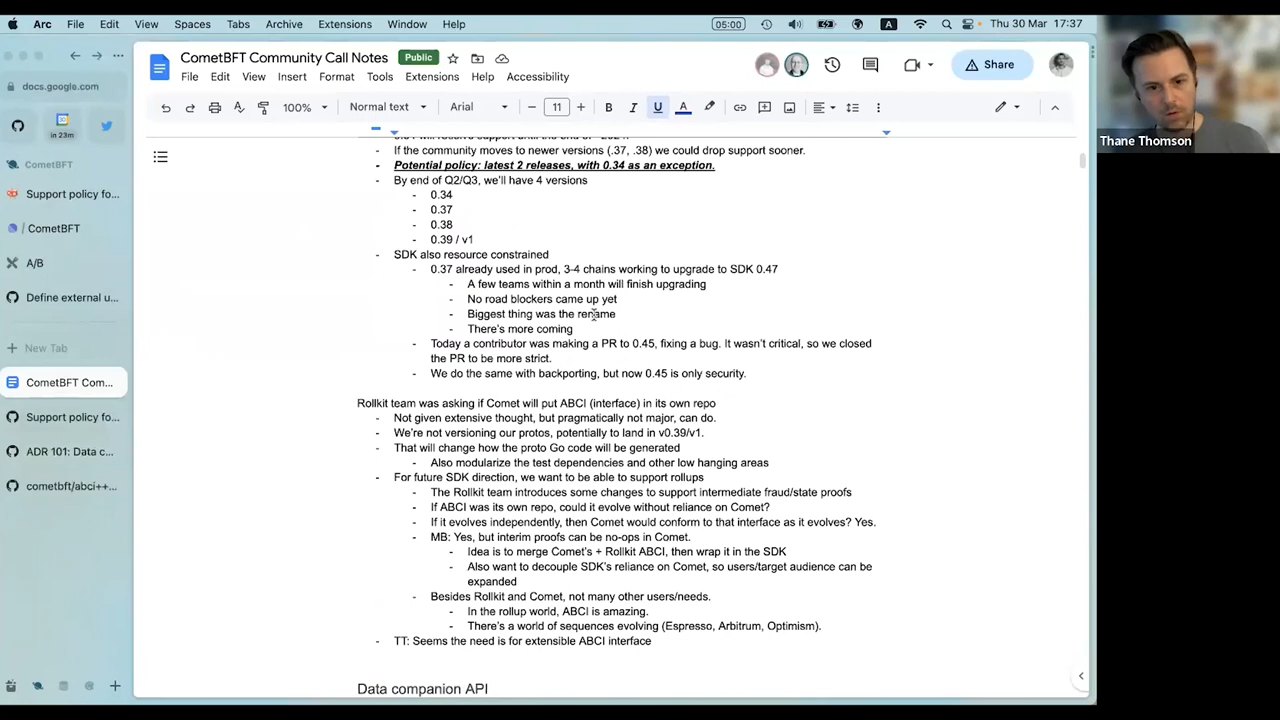 Arc File Edit View Spaces Tabs Archive Extensions Window Help 05:00 A Thu 30 Mar 17:37
docs.google.com
in 23m
CometBFT
Support policy fo...
/ CometBFT
A/B
Define external u...
New Tab
CometBFT Com...
Support policy fo...
ADR 101: Data c...
cometbft/abci++...
CometBFT Community Call Notes Public
File Edit View Insert Format Tools Extensions Help Accessibility
Share
100% Normal text Arial 11 B I U A
- If the community moves to newer versions (.37, .38) we could drop support sooner.
- Potential policy: latest 2 releases, with 0.34 as an exception.
- By end of Q2/Q3, we'll have 4 versions
- 0.34
- 0.37
- 0.38
- 0.39 / v1
- SDK also resource constrained
- 0.37 already used in prod, 3-4 chains working to upgrade to SDK 0.47
- A few teams within a month will finish upgrading
- No road blockers came up yet
- Biggest thing was the rename
- There's more coming
- Today a contributor was making a PR to 0.45, fixing a bug. It wasn't critical, so we closed
the PR to be more strict.
- We do the same with backporting, but now 0.45 is only security.
Rollkit team was asking if Comet will put ABCI (interface) in its own repo
- Not given extensive thought, but pragmatically not major, can do.
- We're not versioning our protos, potentially to land in v0.39/v1.
- That will change how the proto Go code will be generated
- Also modularize the test dependencies and other low hanging areas
- For future SDK direction, we want to be able to support rollups
- The Rollkit team introduces some changes to support intermediate fraud/state proofs
- If ABCI was its own repo, could it evolve without reliance on Comet?
- If it evolves independently, then Comet would conform to that interface as it evolves? Yes.
- MB: Yes, but interim proofs can be no-ops in Comet.
- Idea is to merge Comet's + Rollkit ABCI, then wrap it in the SDK
- Also want to decouple SDK's reliance on Comet, so users/target audience can be
expanded
- Besides Rollkit and Comet, not many other users/needs.
- In the rollup world, ABCI is amazing.
- There's a world of sequences evolving (Espresso, Arbitrum, Optimism).
- TT: Seems the need is for extensible ABCI interface
Data companion API
Thane Thomson